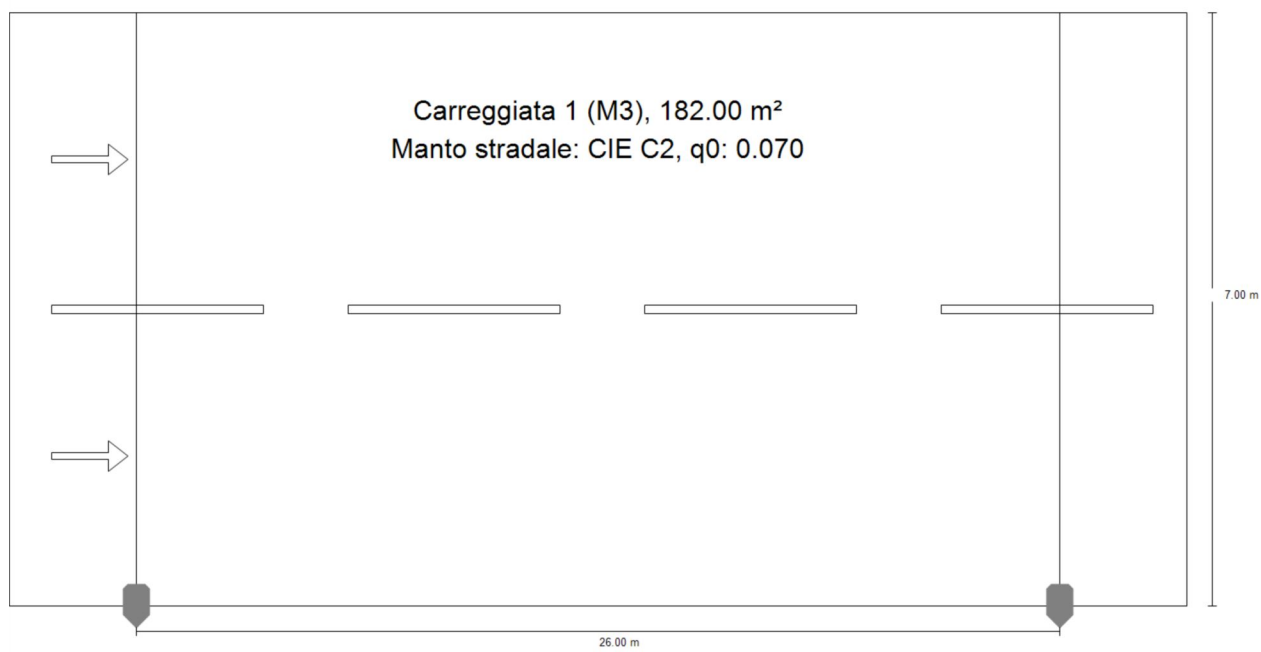 Carreggiata 1 (M3), 182.00 m²
Manto stradale: CIE C2, q0: 0.070
7.00 m
26.00 m